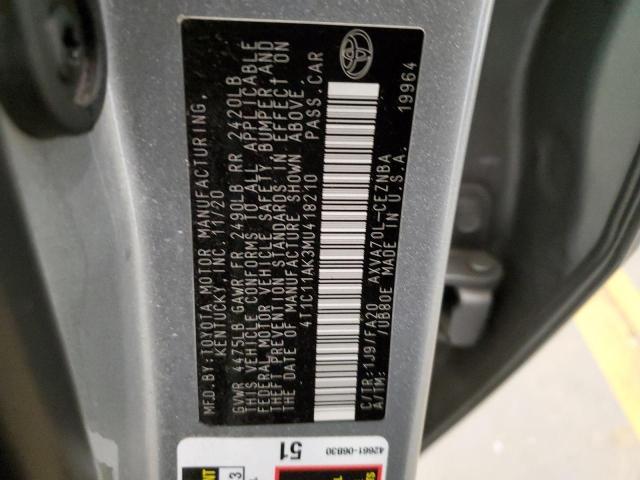 MFD.BY:TOYOTA MOTOR MANUFACTURING,
KENTUCKY, INC. 11/20
GVWR 4475LB GAWR FR 2490LB RR 2420LB
THIS VEHICLE CONFORMS TO ALL APPLICABLE
FEDERAL MOTOR VEHICLE SAFETY, BUMPER AND
THEFT PREVENTION STANDARDS IN EFFECT ON
THE DATE OF MANUFACTURE SHOWN ABOVE.
4T1C11AK3MU418210 PASS.CAR
C/TR:1J9/FA20 AXVA70L-CEZNBA
A/TM: /UB80E MADE IN U.S.A. 19964
42661-06B30
51
3